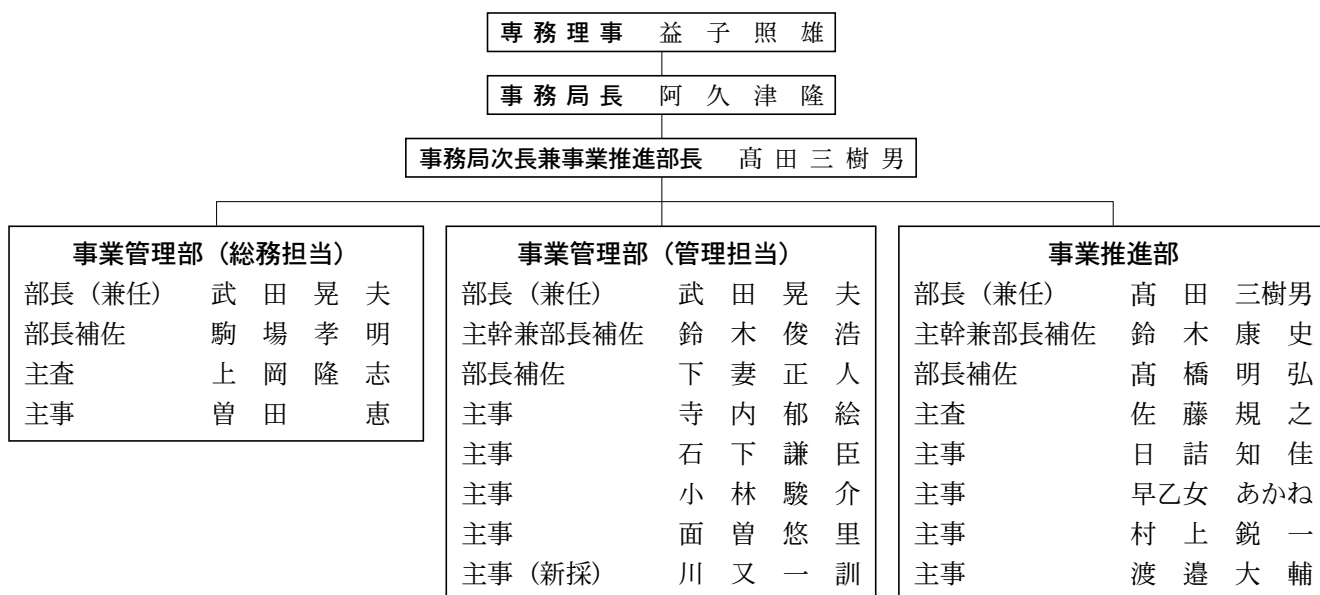 専務理事 益子照雄
事務局長 阿久津隆
事務局次長兼事業推進部長 髙田三樹男
事業管理部（総務担当）
部長（兼任） 武田晃夫
部長補佐 駒場孝明
主査 上岡隆志
主事 曽田恵
事業管理部（管理担当）
部長（兼任） 武田晃夫
主幹兼部長補佐 鈴木俊浩
部長補佐 下妻正人
主事 寺内郁絵
主事 石下謙臣
主事 小林駿介
主事 面曽悠里
主事（新採） 川又一訓
事業推進部
部長（兼任） 髙田三樹男
主幹兼部長補佐 鈴木康史
部長補佐 髙橋明弘
主査 佐藤規之
主事 日詰知佳
主事 早乙女あかね
主事 村上鋭一
主事 渡邉大輔